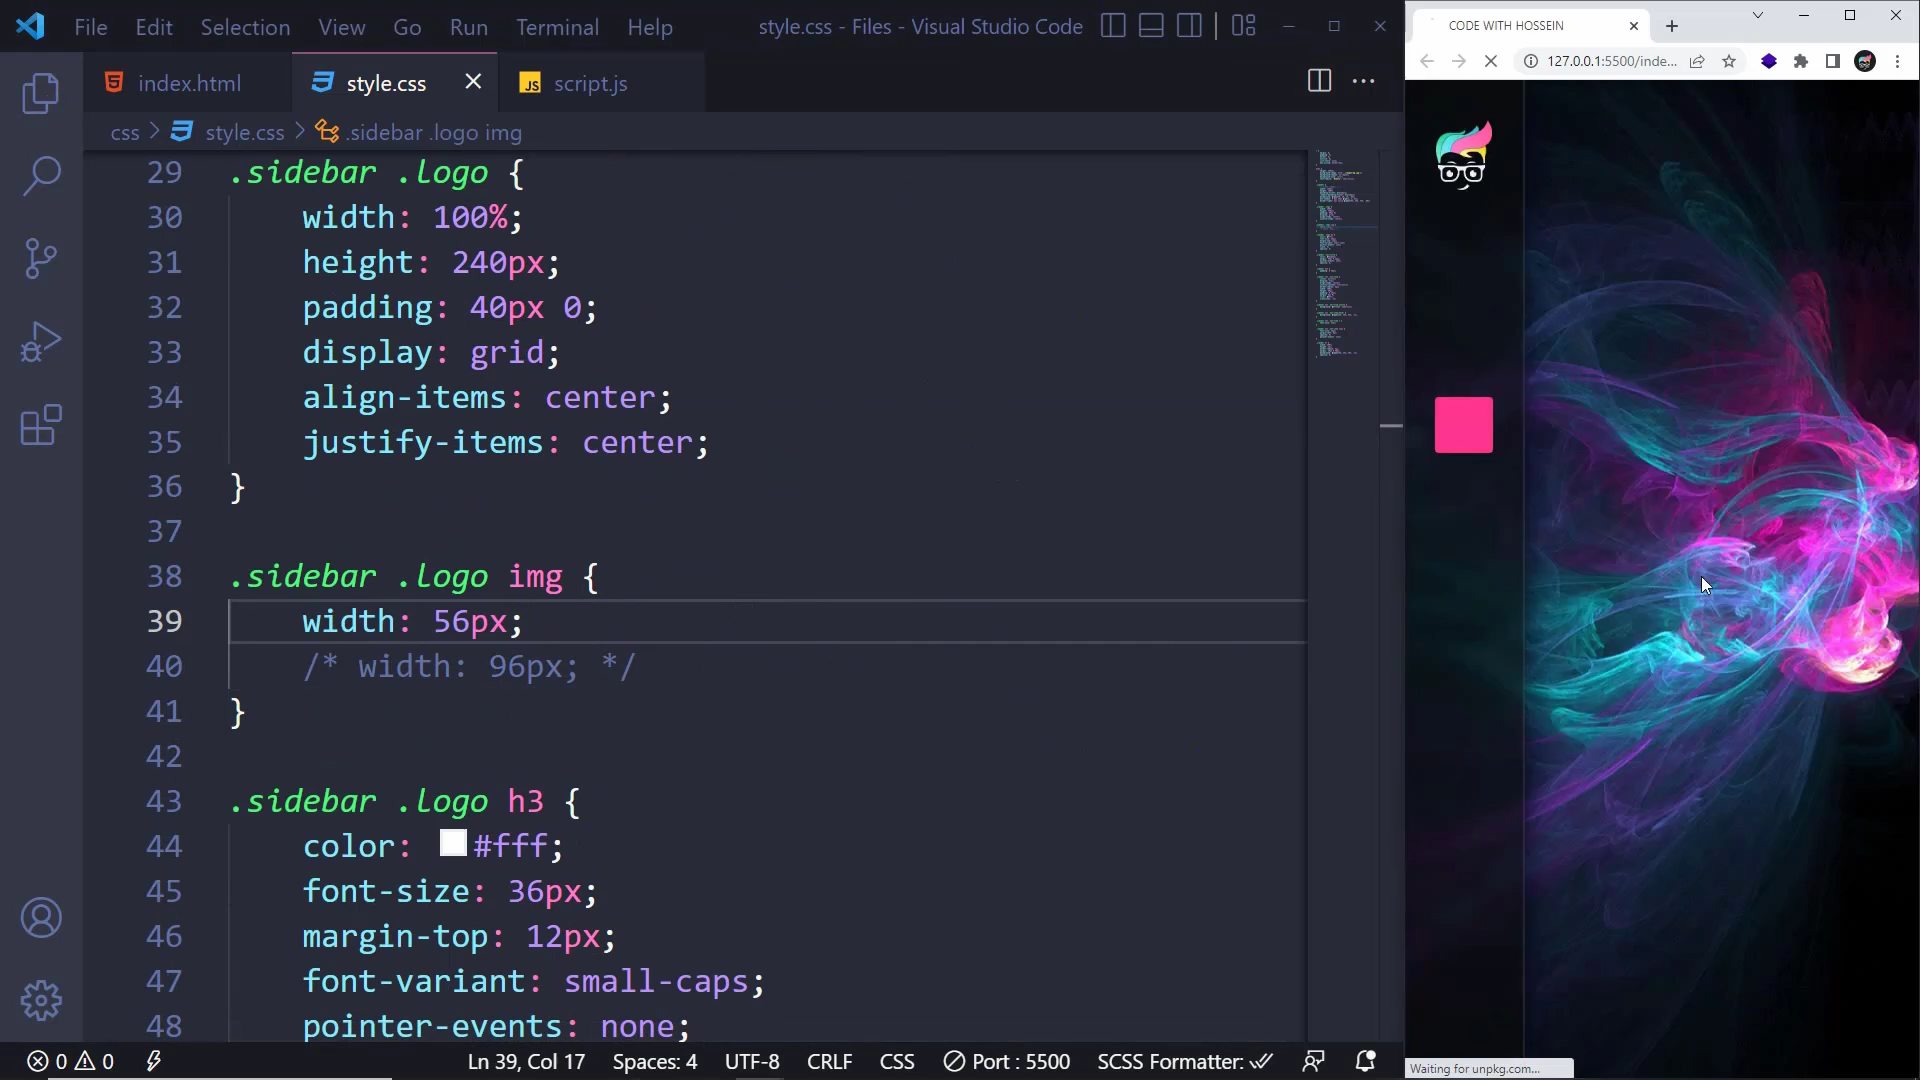 File Edit Selection View Go Run Terminal Help style.css - Files - Visual Studio Code
index.html style.css script.js
css > style.css > .sidebar .logo img
29 .sidebar .logo {
30 width: 100%;
31 height: 240px;
32 padding: 40px 0;
33 display: grid;
34 align-items: center;
35 justify-items: center;
36 }
37
38 .sidebar .logo img {
39 width: 56px;
40 /* width: 96px; */
41 }
42
43 .sidebar .logo h3 {
44 color: #fff;
45 font-size: 36px;
46 margin-top: 12px;
47 font-variant: small-caps;
48 pointer-events: none;
0 0 Ln 39, Col 17 Spaces: 4 UTF-8 CRLF CSS Port : 5500 SCSS Formatter:
CODE WITH HOSSEIN
127.0.0.1:5500/inde...
Waiting for unpkg.com...